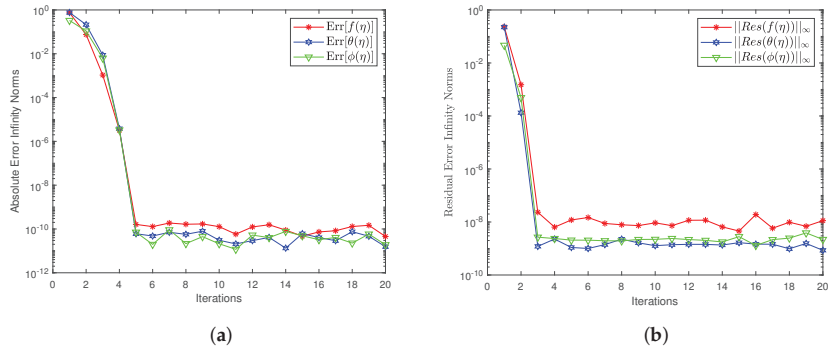 10^0
10^-2
10^-4
10^-6
10^-8
10^-10
10^-12
0 2 4 6 8 10 12 14 16 18 20
Absolute Error Infinity Norms
Iterations
Err[f(η)]
Err[θ(η)]
Err[ϕ(η)]
(a)
10^0
10^-2
10^-4
10^-6
10^-8
10^-10
0 2 4 6 8 10 12 14 16 18 20
Residual Error Infinity Norms
Iterations
||Res(f(η))||∞
||Res(θ(η))||∞
||Res(ϕ(η))||∞
(b)